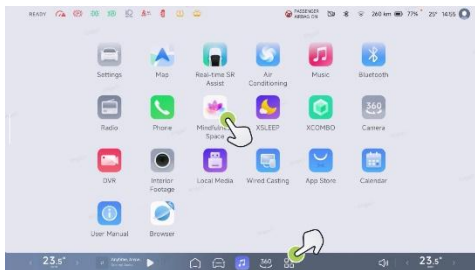 READY
PASSENGER
AIRBAG ON
260 km
77%
25°
14:55
Settings
Map
Real-time SR
Assist
Air
Conditioning
Music
Bluetooth
Radio
Phone
Mindfulness
Space
XSLEEP
XCOMBO
360
Camera
DVR
Interior
Footage
Local Media
Wired Casting
App Store
Calendar
User Manual
Browser
23.5°
360
23.5°